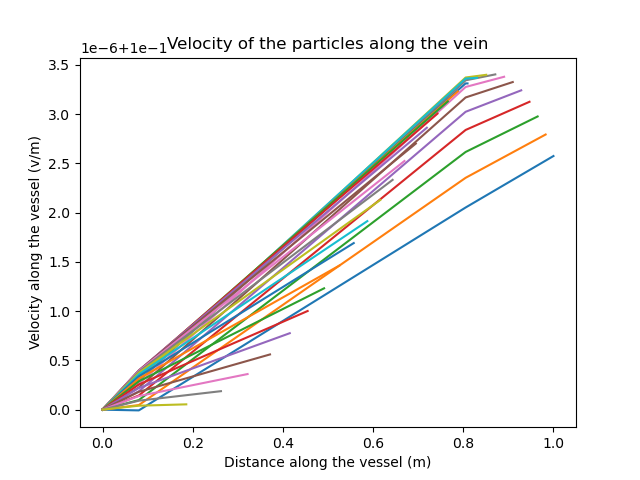 Velocity of the particles along the vein
1e−6+1e−1
3.5
3.0
2.5
2.0
1.5
1.0
0.5
0.0
Velocity along the vessel (v/m)
0.0 0.2 0.4 0.6 0.8 1.0
Distance along the vessel (m)